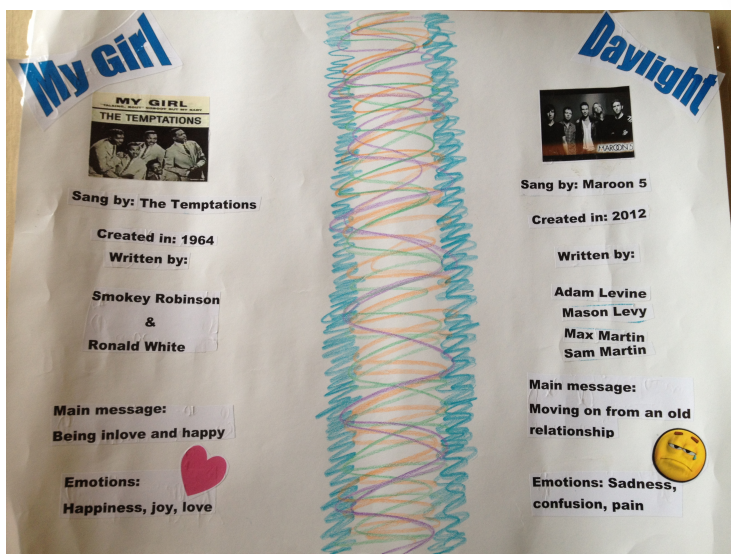 My Girl
MY GIRL
THE TEMPTATIONS
Sang by: The Temptations
Created in: 1964
Written by:
Smokey Robinson
&
Ronald White
Main message:
Being inlove and happy
Emotions:
Happiness, joy, love
Daylight
MAROON 5
Sang by: Maroon 5
Created in: 2012
Written by:
Adam Levine
Mason Levy
Max Martin
Sam Martin
Main message:
Moving on from an old
relationship
Emotions: Sadness,
confusion, pain